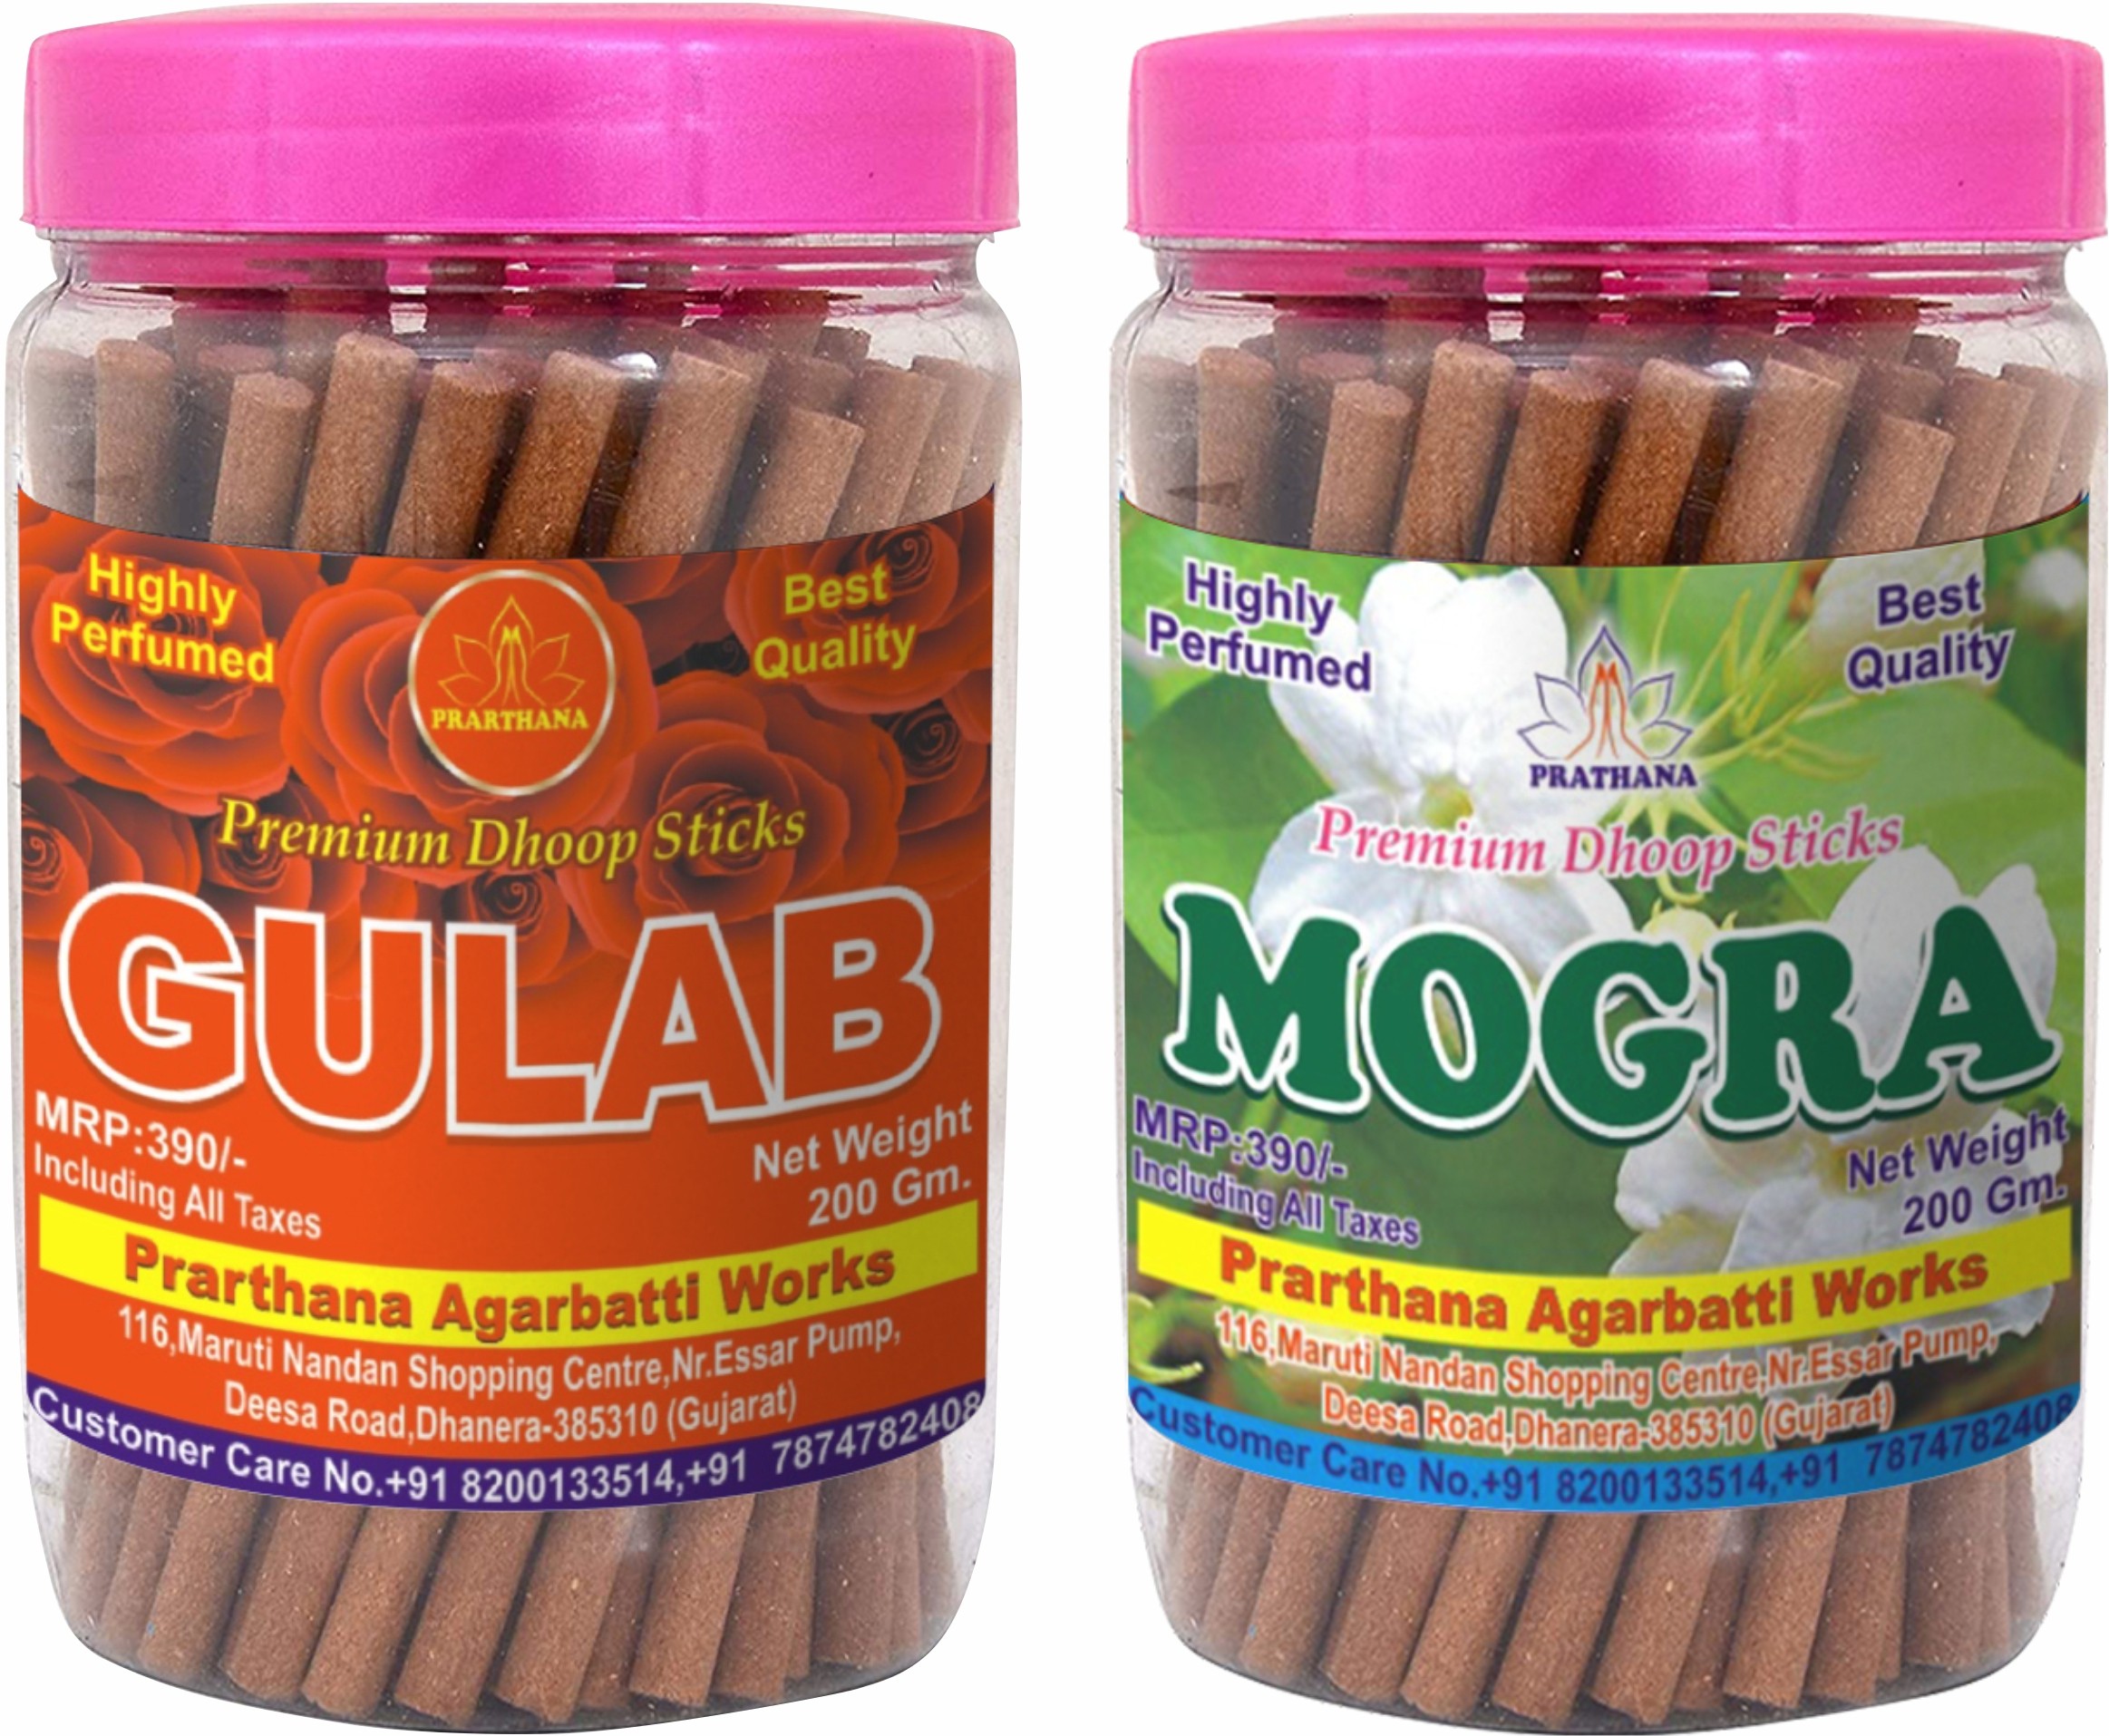 Highly
Perfumed
Best
Quality
PRARTHANA
Premium Dhoop Sticks
GULAB
MRP:390/-
Including All Taxes
Net Weight
200 Gm.
Prarthana Agarbatti Works
116,Maruti Nandan Shopping Centre,Nr.Essar Pump,
Deesa Road,Dhanera-385310 (Gujarat)
Customer Care No.+91 8200133514,+91 7874782408
Highly
Perfumed
Best
Quality
PRATHANA
Premium Dhoop Sticks
MOGRA
MRP:390/-
Including All Taxes
Net Weight
200 Gm.
Prarthana Agarbatti Works
116,Maruti Nandan Shopping Centre,Nr.Essar Pump,
Deesa Road,Dhanera-385310 (Gujarat)
Customer Care No.+91 8200133514,+91 7874782408